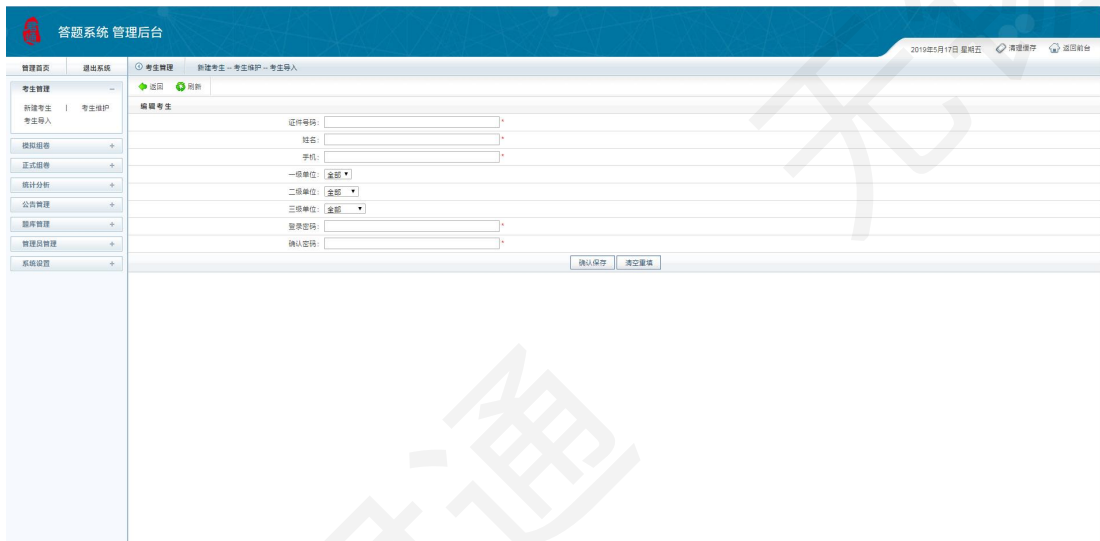 答题系统 管理后台
2019年5月17日 星期五 清理缓存 返回前台
管理首页 退出系统
考生管理 新建考生 -- 考生维护 -- 考生导入
考生管理 －
返回 刷新
新建考生 | 考生维护
考生导入
编辑考生
证件号码: *
姓名: *
手机: *
一级单位: 全部
二级单位: 全部
三级单位: 全部
登录密码: *
确认密码: *
确认保存 清空重填
模拟组卷 +
正式组卷 +
统计分析 +
公告管理 +
题库管理 +
管理员管理 +
系统设置 +
通